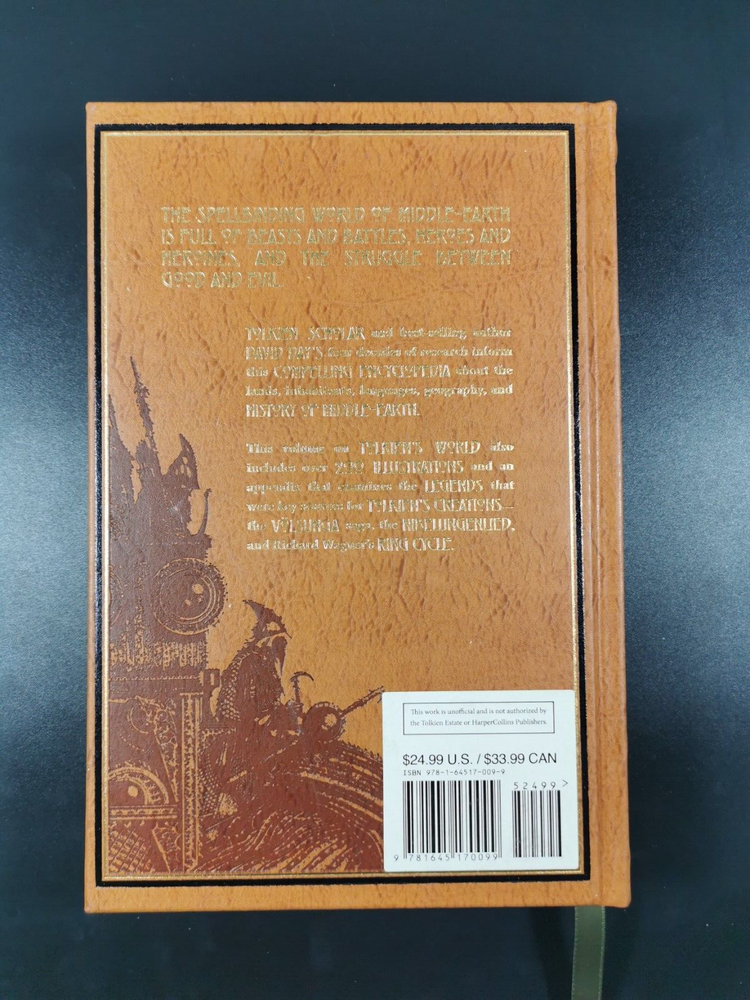 THE SPELLBINDING WORLD OF MIDDLE-EARTH
IS FULL OF BEASTS AND BATTLES, HEROES AND
HEROINES, AND THE STRUGGLE BETWEEN
GOOD AND EVIL.
TOLKIEN SCHOLAR and best-selling author
DAVID DAY'S four decades of research inform
this COMPELLING ENCYCLOPEDIA about the
lands, inhabitants, languages, geography, and
HISTORY OF MIDDLE-EARTH.
This volume on TOLKIEN'S WORLD also
includes over 200 ILLUSTRATIONS and an
appendix that examines the LEGENDS that
were key sources for TOLKIEN'S CREATIONS—
the VÖLSUNGA saga, the NIBELUNGENLIED,
and Richard Wagner's RING CYCLE.
This work is unofficial and is not authorized by
the Tolkien Estate or HarperCollins Publishers.
$24.99 U.S. / $33.99 CAN
ISBN 978-1-64517-009-9
52499>
9 781645 170099